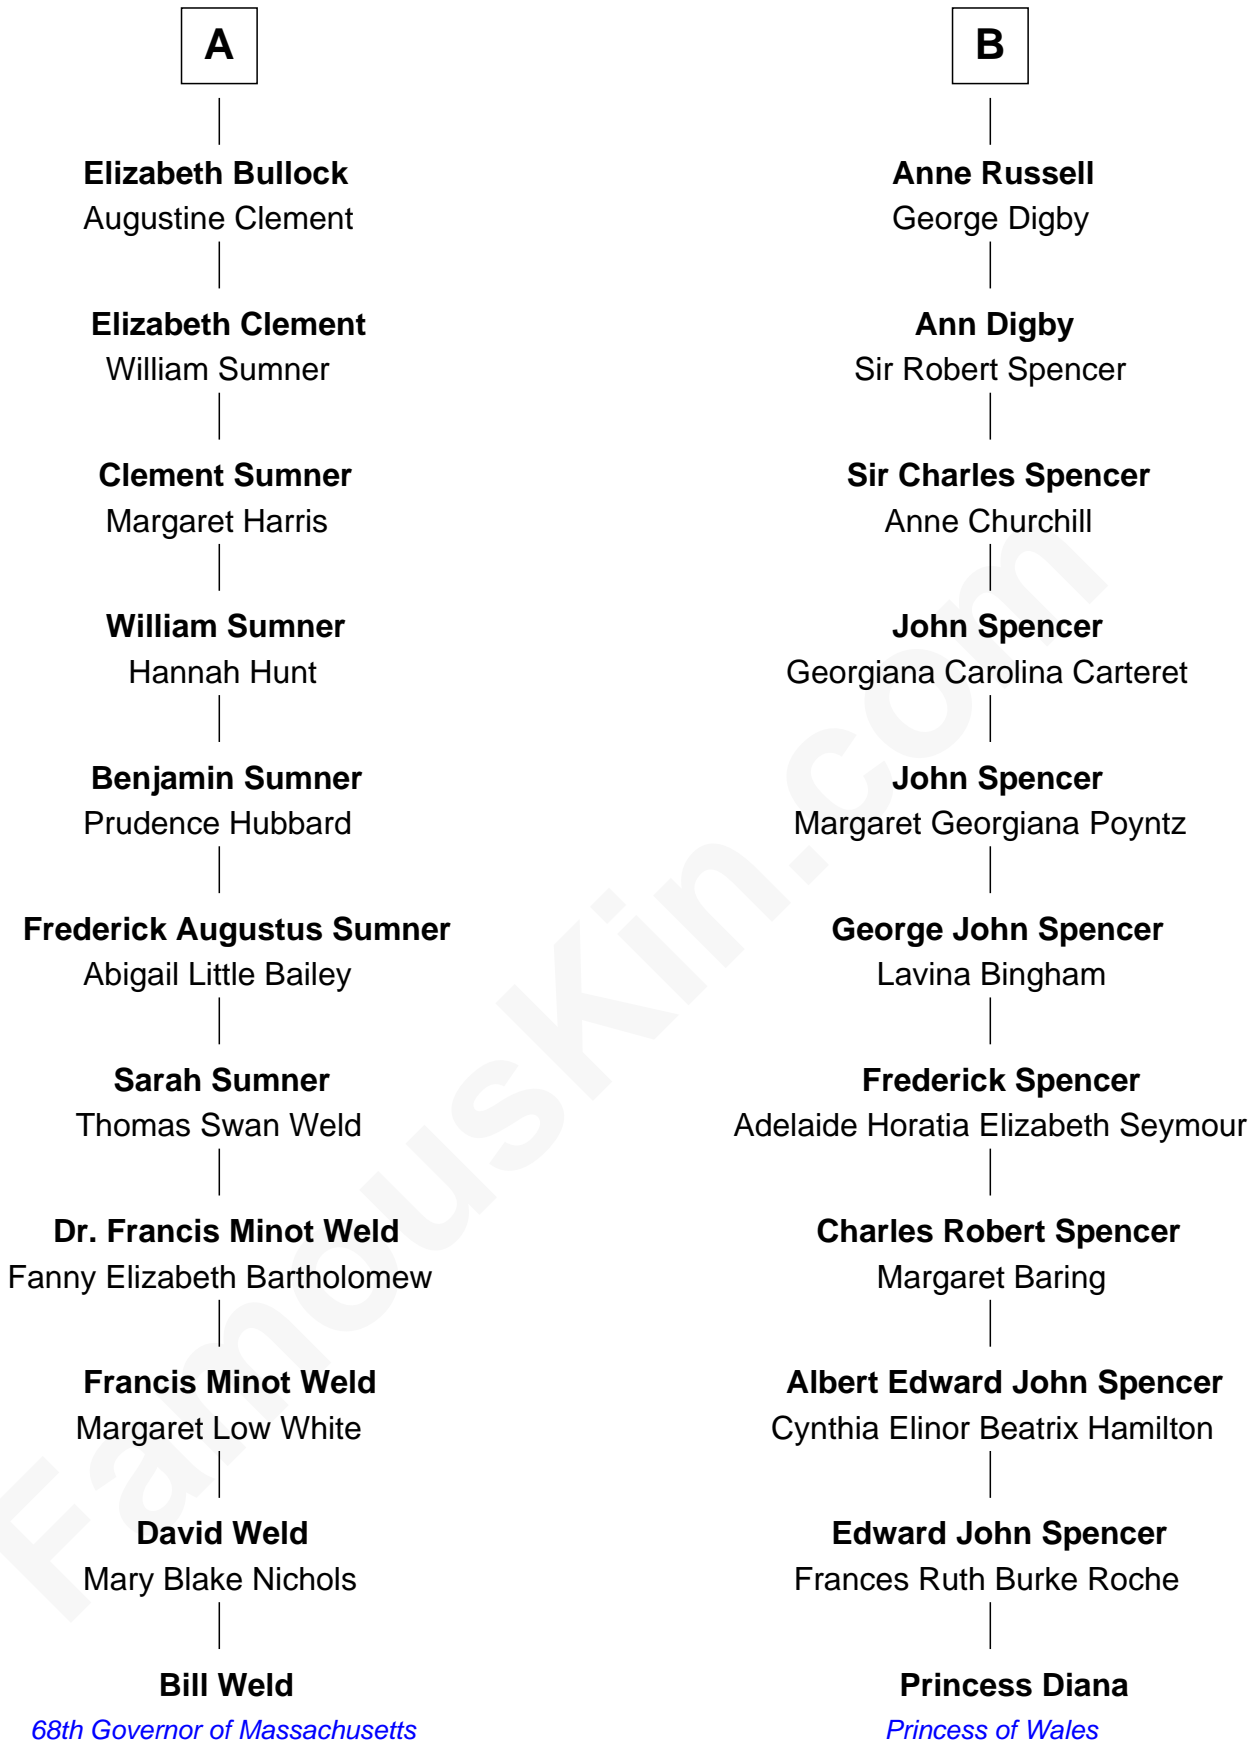 A
Elizabeth Bullock
Augustine Clement
Elizabeth Clement
William Sumner
Clement Sumner
Margaret Harris
William Sumner
Hannah Hunt
Benjamin Sumner
Prudence Hubbard
Frederick Augustus Sumner
Abigail Little Bailey
Sarah Sumner
Thomas Swan Weld
Dr. Francis Minot Weld
Fanny Elizabeth Bartholomew
Francis Minot Weld
Margaret Low White
David Weld
Mary Blake Nichols
Bill Weld
68th Governor of Massachusetts
B
Anne Russell
George Digby
Ann Digby
Sir Robert Spencer
Sir Charles Spencer
Anne Churchill
John Spencer
Georgiana Carolina Carteret
John Spencer
Margaret Georgiana Poyntz
George John Spencer
Lavina Bingham
Frederick Spencer
Adelaide Horatia Elizabeth Seymour
Charles Robert Spencer
Margaret Baring
Albert Edward John Spencer
Cynthia Elinor Beatrix Hamilton
Edward John Spencer
Frances Ruth Burke Roche
Princess Diana
Princess of Wales
FamousKin.com